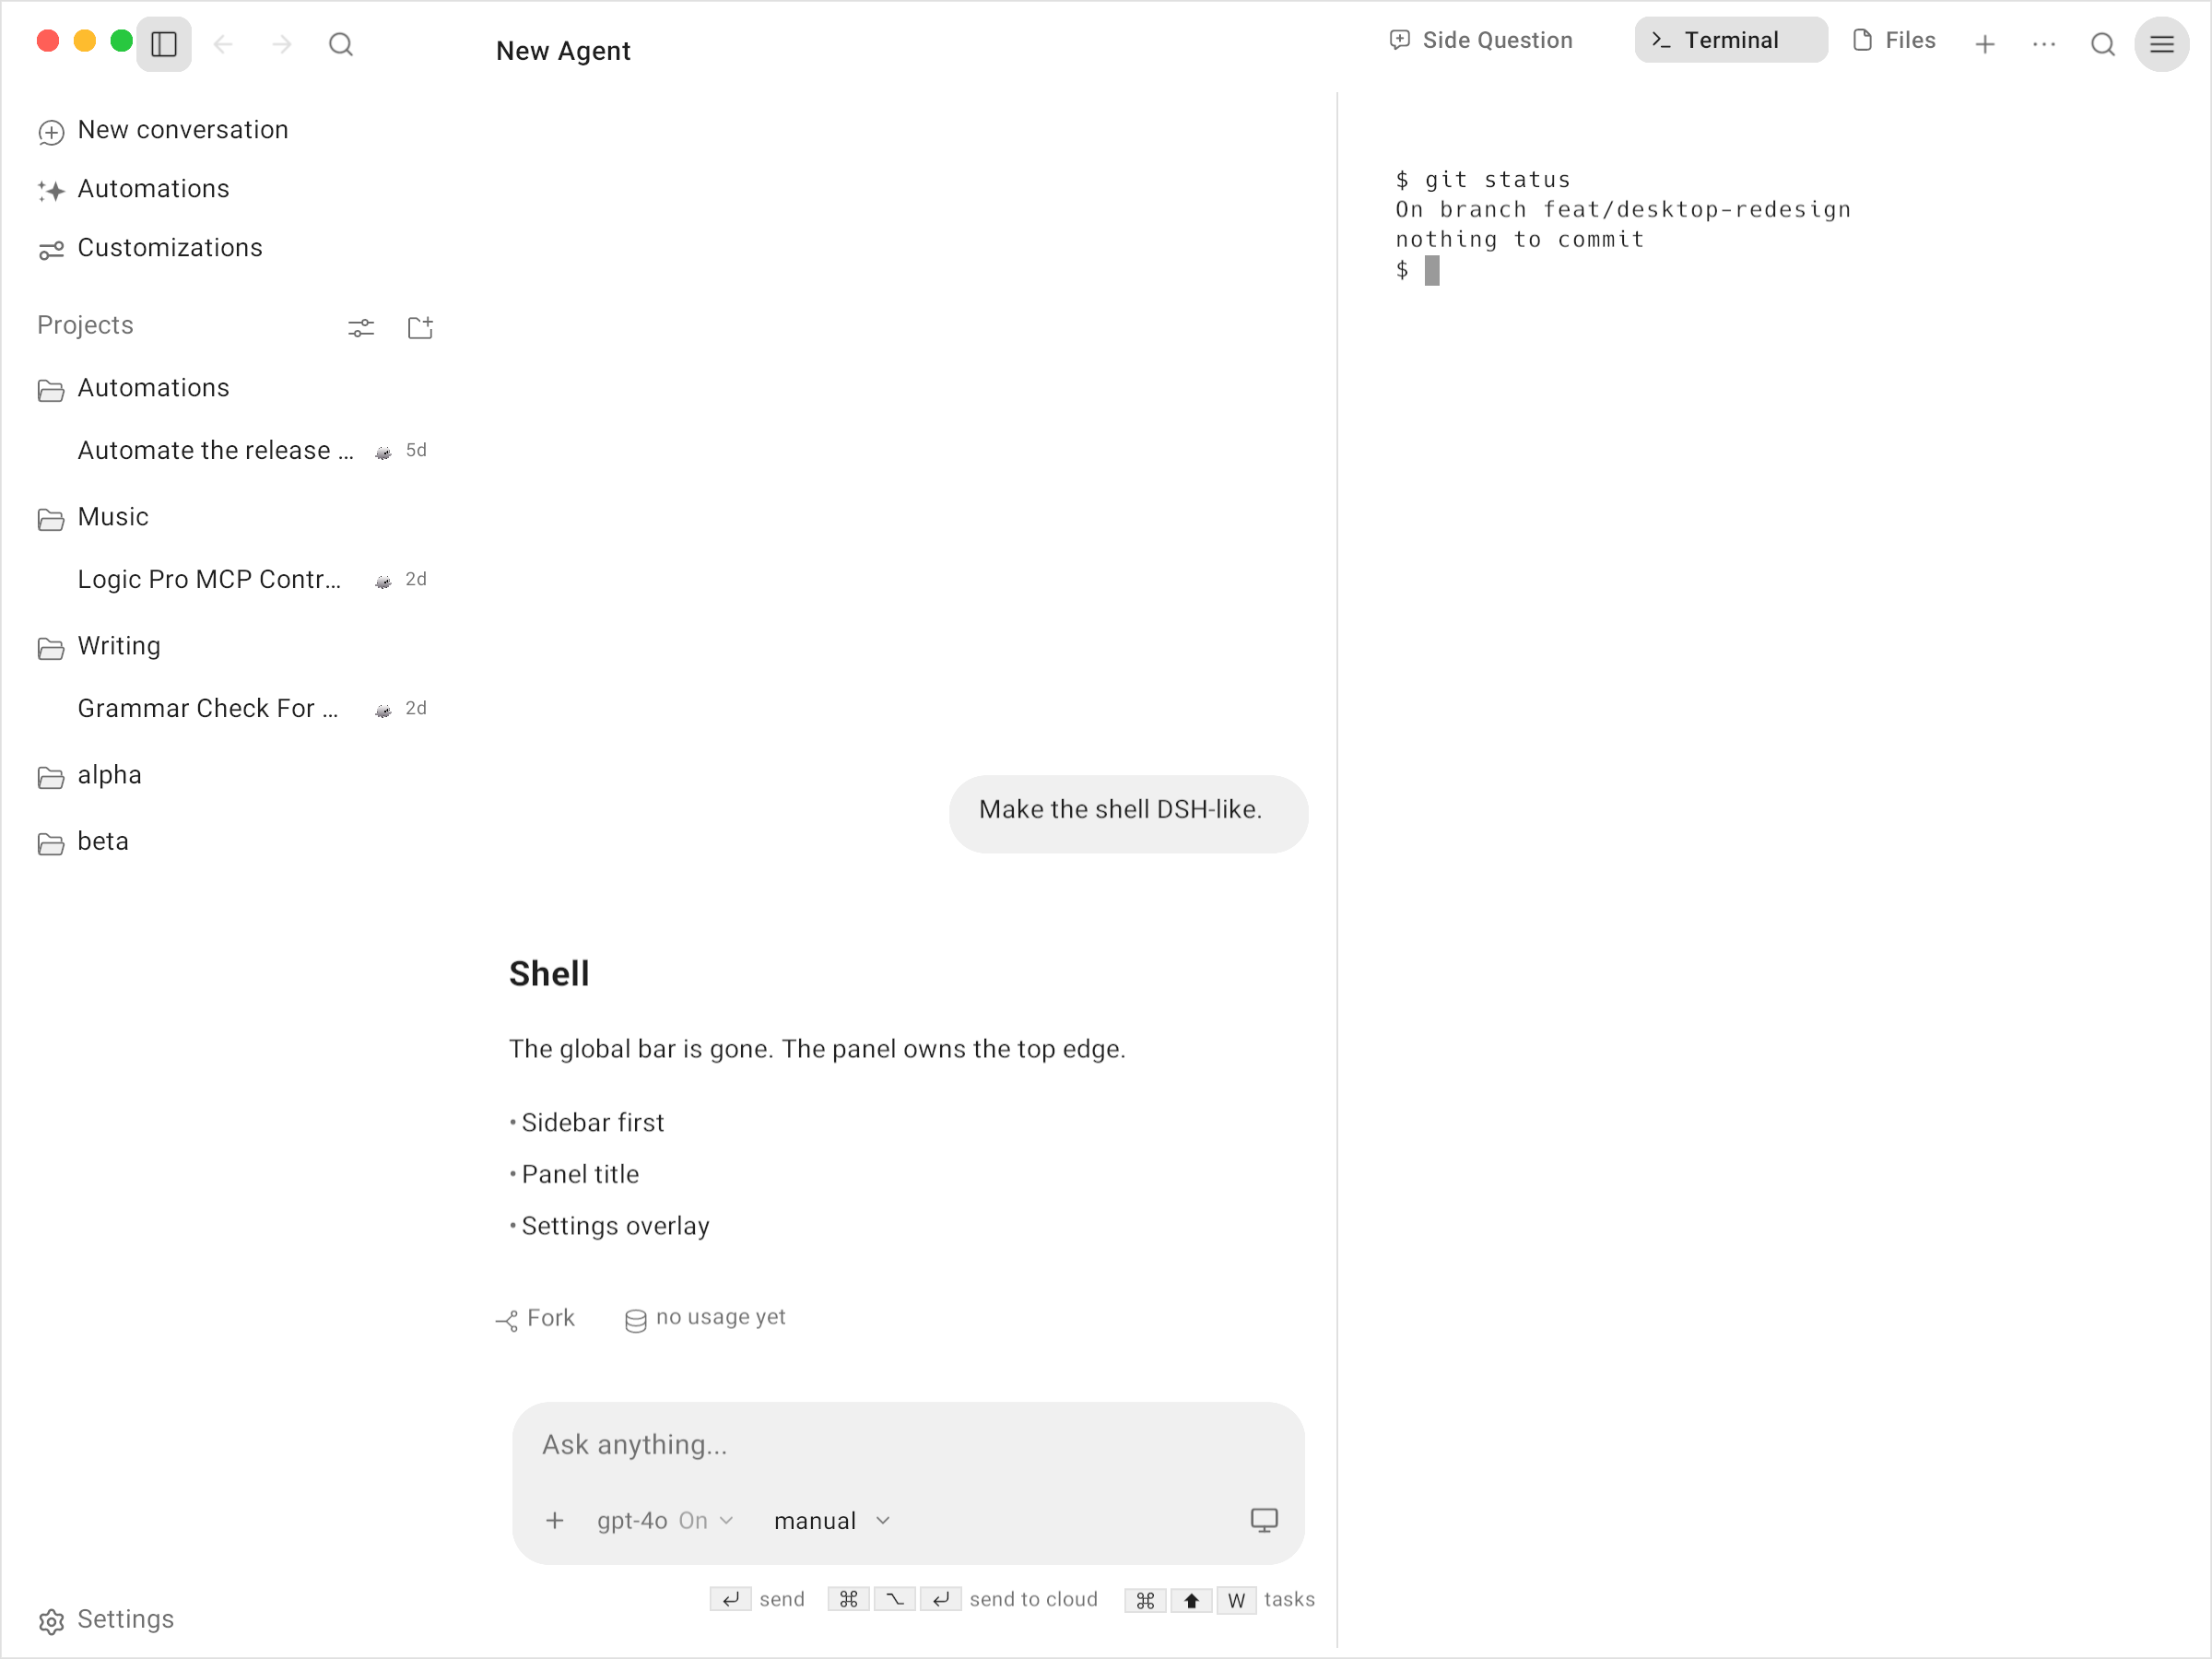 New Agent
Side Question
Terminal
Files
New conversation
Automations
Customizations
Projects
Automations
Automate the release ... 5d
Music
Logic Pro MCP Contr... 2d
Writing
Grammar Check For ... 2d
alpha
beta
Settings
Make the shell DSH-like.
Shell
The global bar is gone. The panel owns the top edge.
• Sidebar first
• Panel title
• Settings overlay
Fork
no usage yet
Ask anything...
gpt-4o On
manual
↵ send ⌘ ⌥ ↵ send to cloud ⌘ ⬆ W tasks
$ git status
On branch feat/desktop-redesign
nothing to commit
$